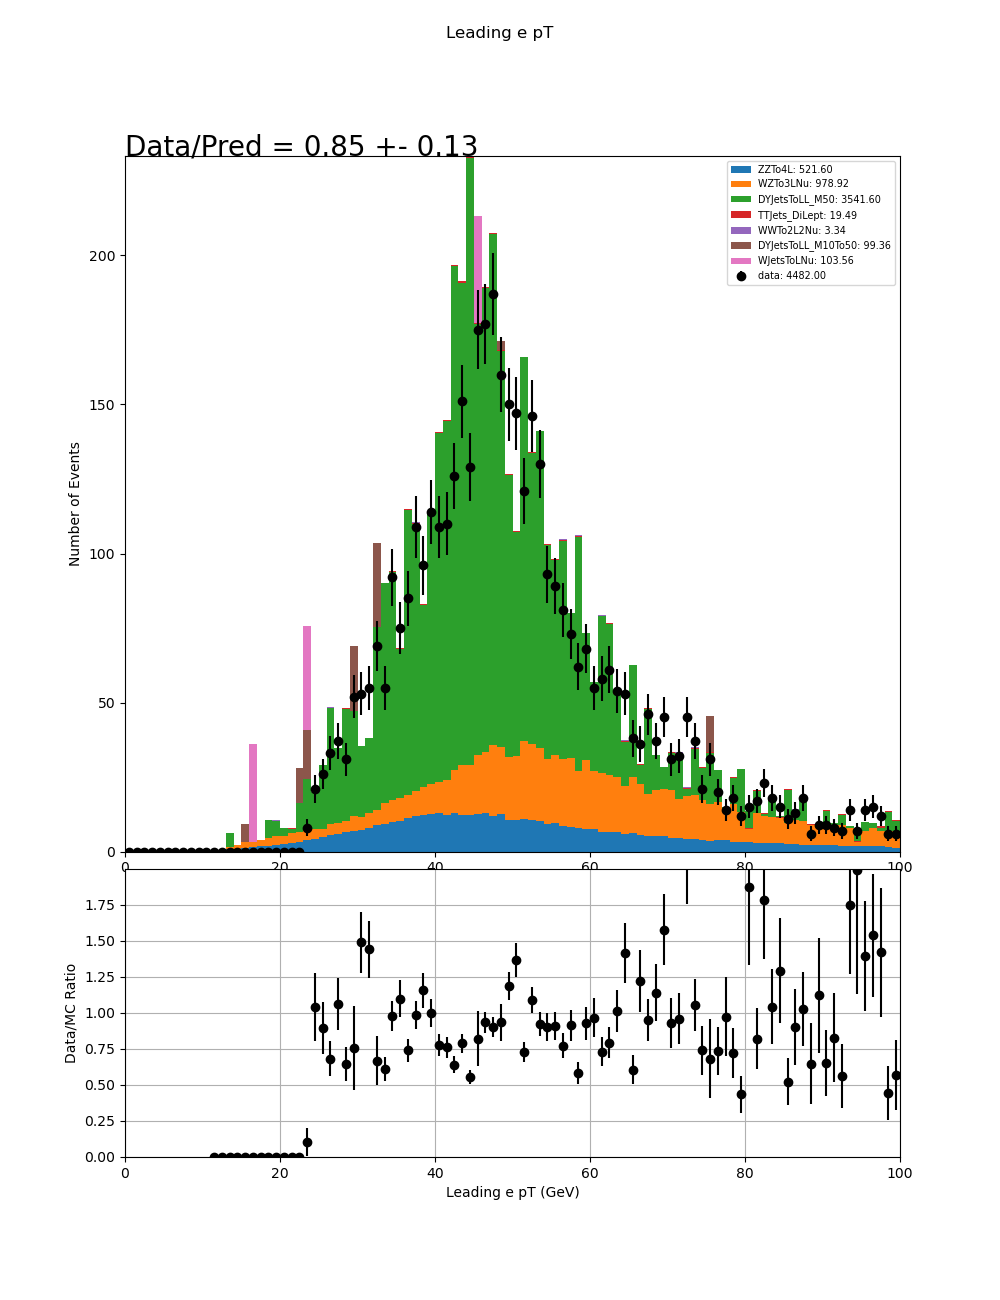 Leading e pT
Data/Pred = 0.85 +- 0.13
ZZTo4L: 521.60
WZTo3LNu: 978.92
DYJetsToLL_M50: 3541.60
TTJets_DiLept: 19.49
WWTo2L2Nu: 3.34
DYJetsToLL_M10To50: 99.36
WJetsToLNu: 103.56
data: 4482.00
Number of Events
200
150
100
50
0
0 20 40 60 80 100
Data/MC Ratio
1.75
1.50
1.25
1.00
0.75
0.50
0.25
0.00
0 20 40 60 80 100
Leading e pT (GeV)